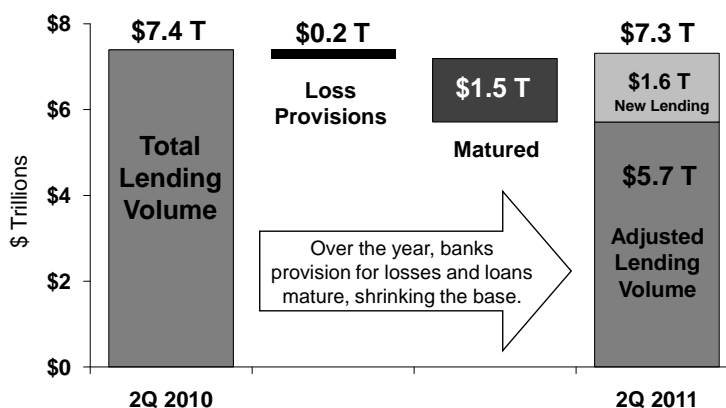 $8
$6
$4
$2
$0
$ Trillions
$7.4 T
Total
Lending
Volume
$0.2 T
Loss
Provisions
$1.5 T
Matured
$7.3 T
$1.6 T
New Lending
$5.7 T
Adjusted
Lending
Volume
Over the year, banks
provision for losses and loans
mature, shrinking the base.
2Q 2010
2Q 2011